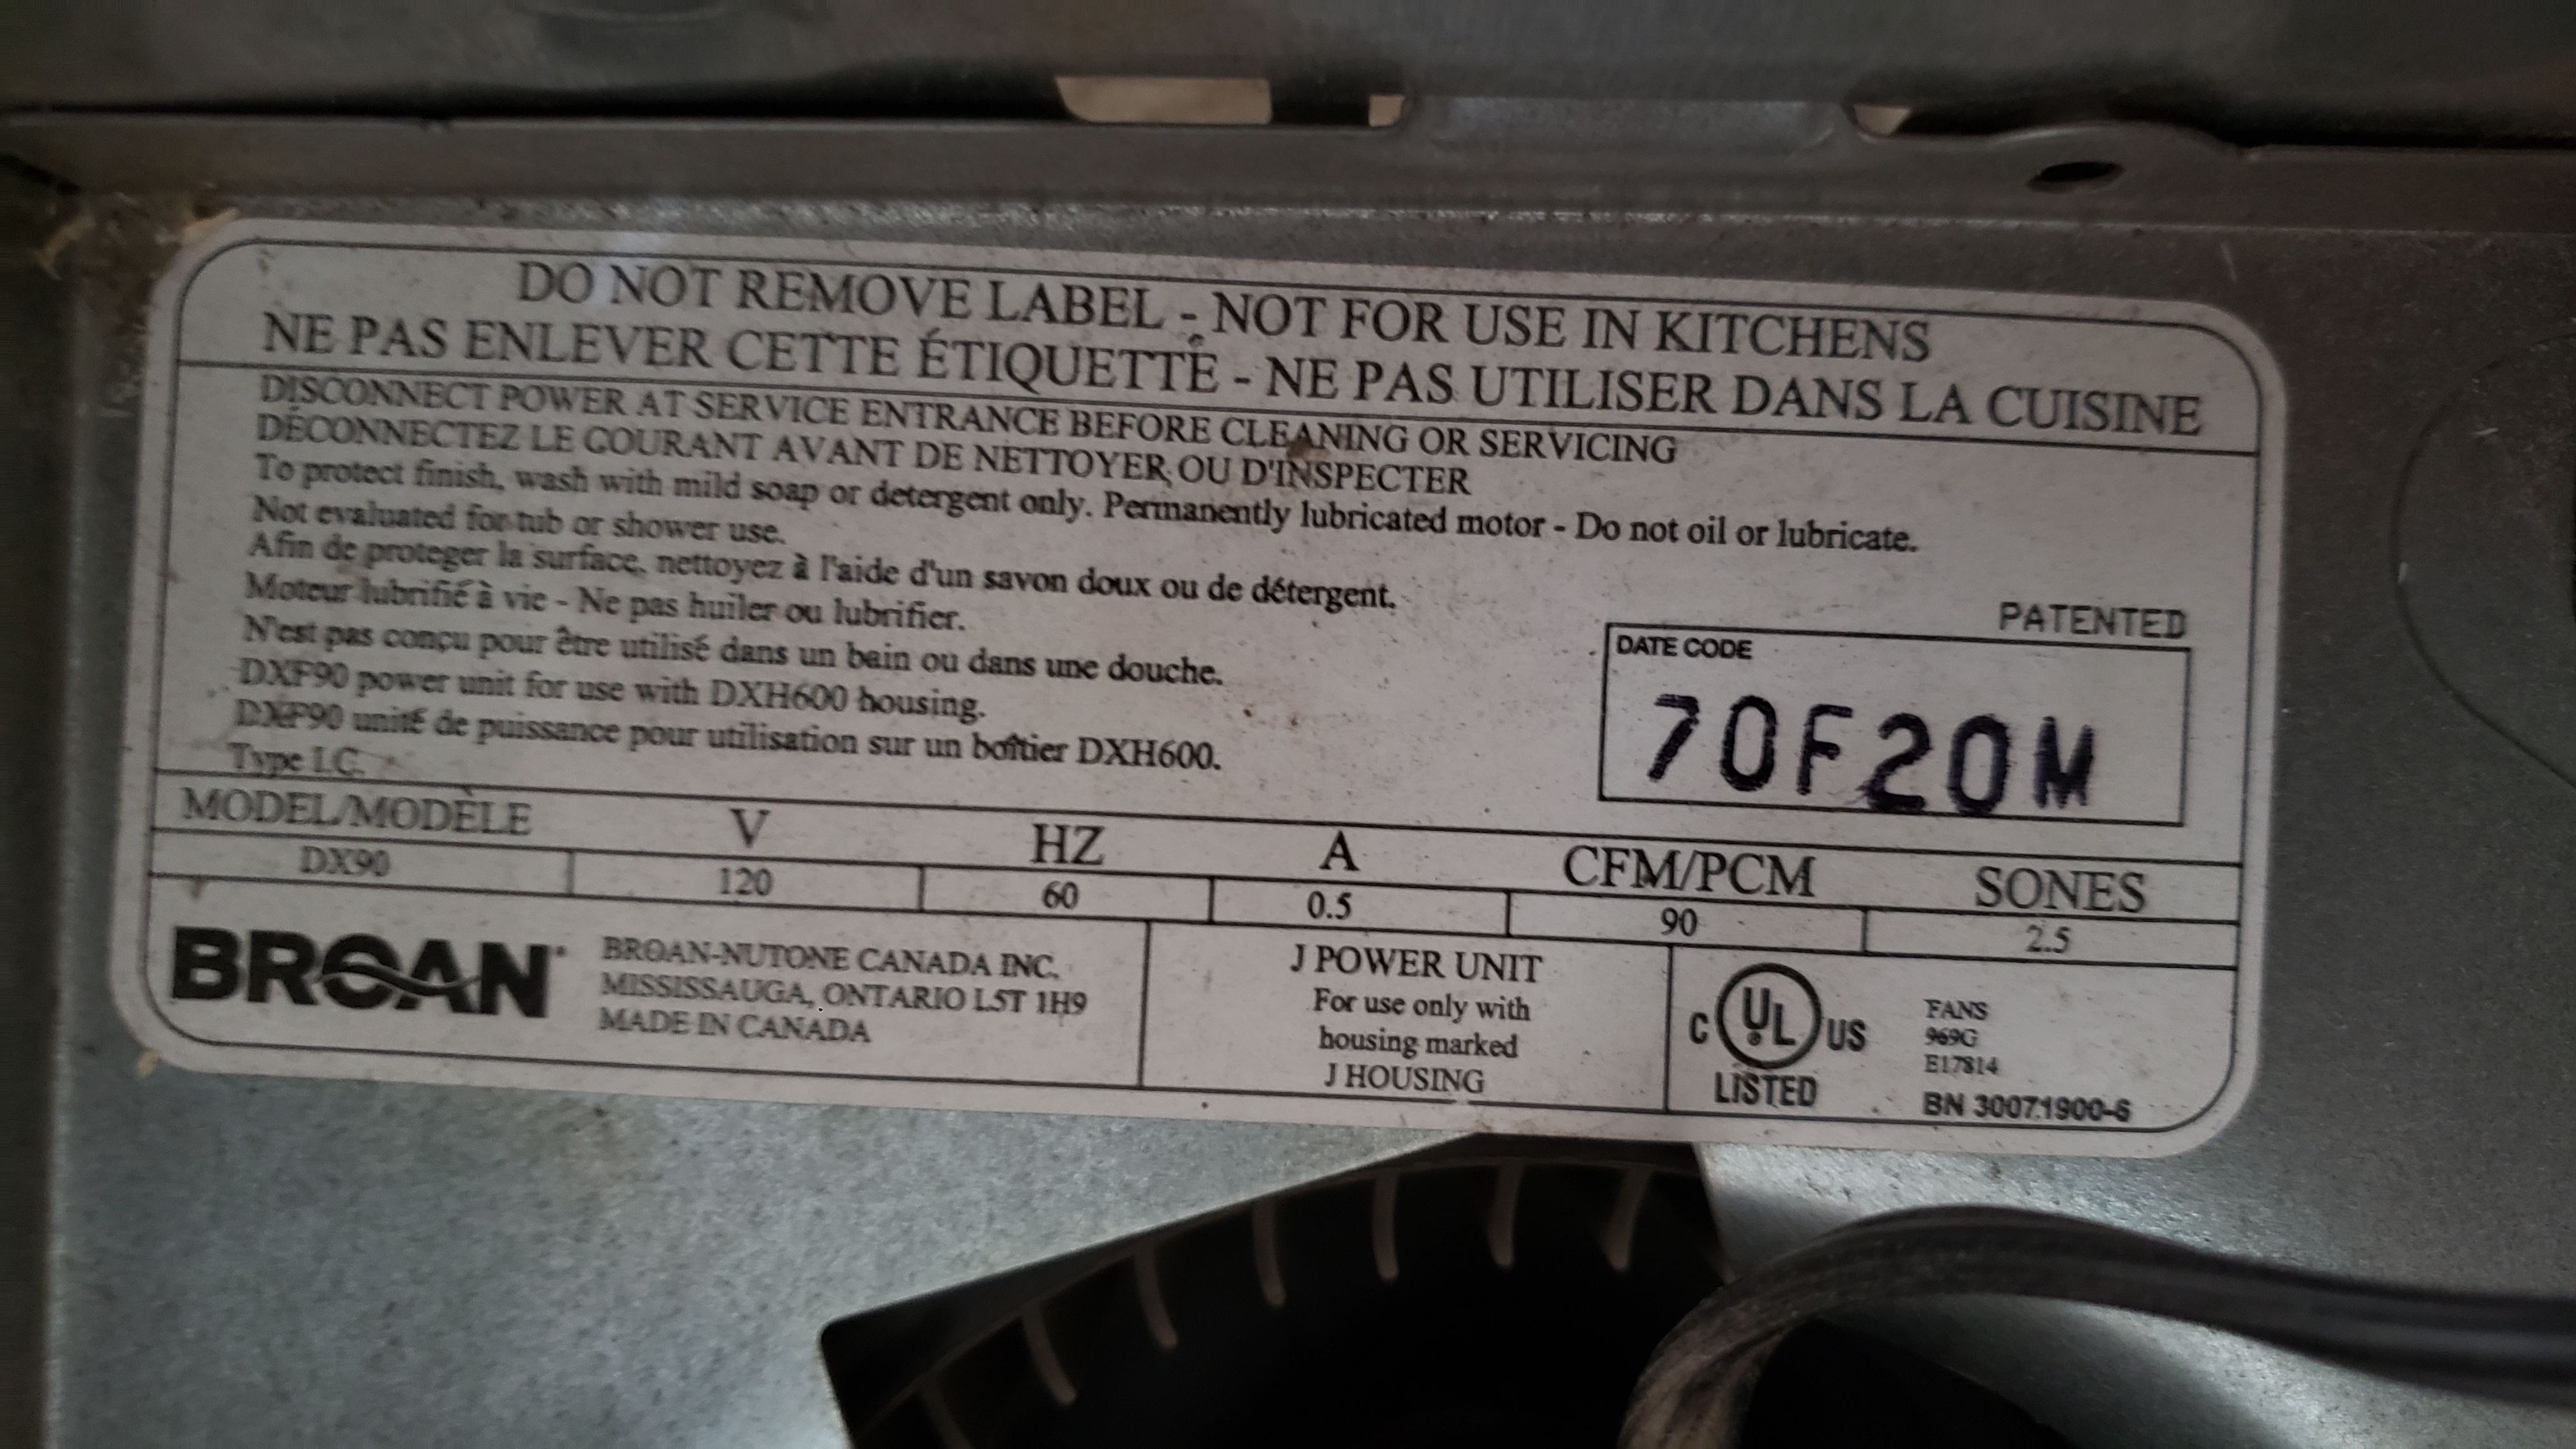 DO NOT REMOVE LABEL - NOT FOR USE IN KITCHENS
NE PAS ENLEVER CETTE ÉTIQUETTE - NE PAS UTILISER DANS LA CUISINE
DISCONNECT POWER AT SERVICE ENTRANCE BEFORE CLEANING OR SERVICING
DÉCONNECTEZ LE COURANT AVANT DE NETTOYER OU D'INSPECTER
To protect finish, wash with mild soap or detergent only. Permanently lubricated motor - Do not oil or lubricate.
Not evaluated for tub or shower use.
Afin de proteger la surface, nettoyez à l'aide d'un savon doux ou de détergent.
Moteur lubrifié à vie - Ne pas huiler ou lubrifier.
N'est pas conçu pour être utilisé dans un bain ou dans une douche.
DXF90 power unit for use with DXH600 housing.
DXF90 unité de puissance pour utilisation sur un boîtier DXH600.
Type I.C.
PATENTED
DATE CODE
70F20M
MODEL/MODÈLE V HZ A CFM/PCM SONES
DX90 120 60 0.5 90 2.5
BROAN
BROAN-NUTONE CANADA INC.
MISSISSAUGA, ONTARIO L5T 1H9
MADE IN CANADA
J POWER UNIT
For use only with
housing marked
J HOUSING
C UL US
LISTED
FANS
969G
E17814
BN 30071900-6